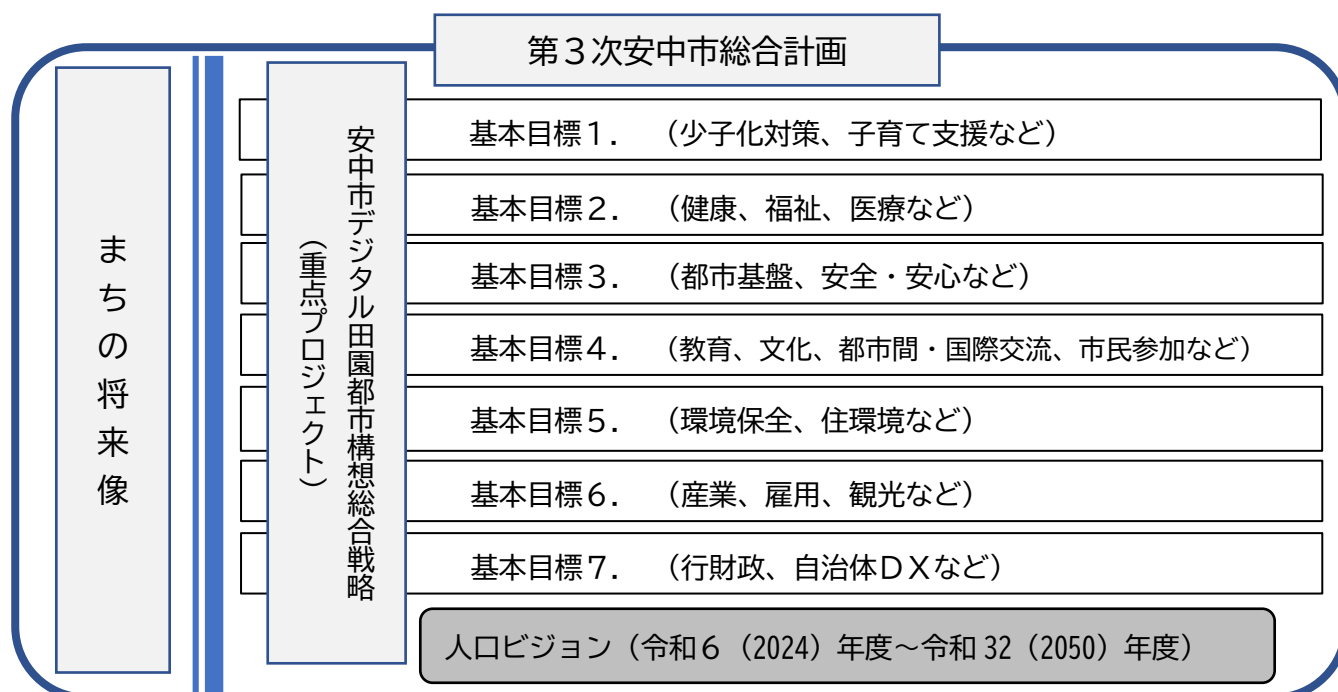 第３次安中市総合計画
まちの将来像
安中市デジタル田園都市構想総合戦略
（重点プロジェクト）
基本目標１．　（少子化対策、子育て支援など）
基本目標２．　（健康、福祉、医療など）
基本目標３．　（都市基盤、安全・安心など）
基本目標４．　（教育、文化、都市間・国際交流、市民参加など）
基本目標５．　（環境保全、住環境など）
基本目標６．　（産業、雇用、観光など）
基本目標７．　（行財政、自治体ＤＸなど）
人口ビジョン（令和６（2024）年度～令和 32（2050）年度）